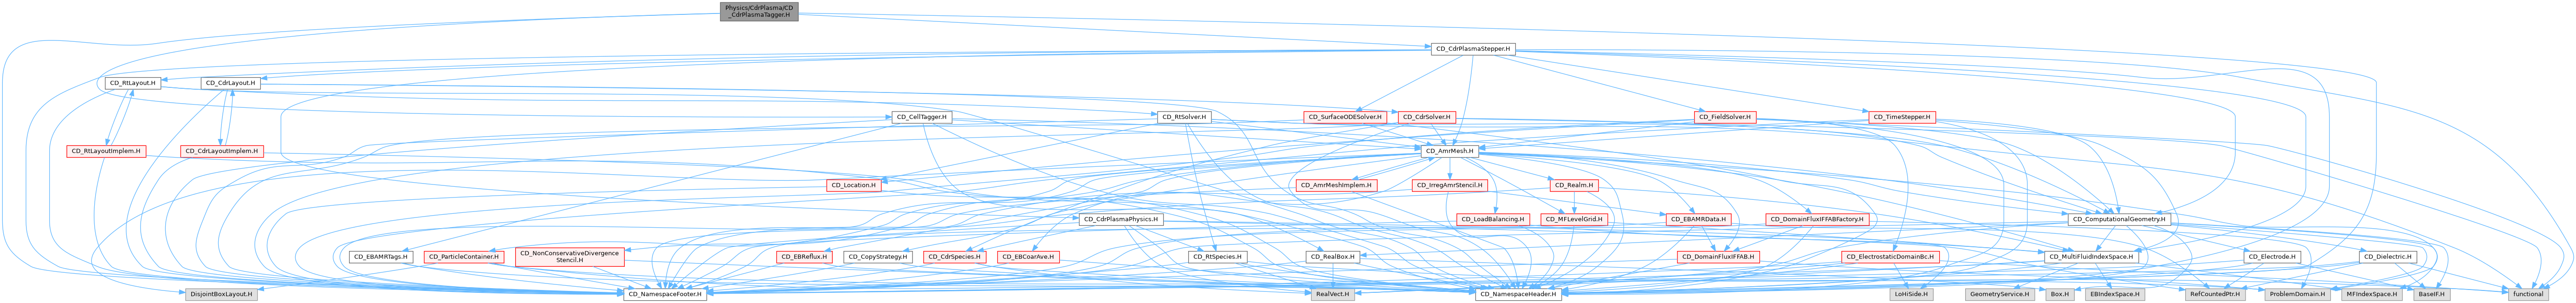 Physics/CdrPlasma/CD
_CdrPlasmaTagger.H
CD_CdrPlasmaStepper.H
CD_RtLayout.H
CD_CdrLayout.H
CD_CellTagger.H
CD_RtSolver.H
CD_SurfaceODESolver.H
CD_CdrSolver.H
CD_FieldSolver.H
CD_TimeStepper.H
CD_RtLayoutImplem.H
CD_CdrLayoutImplem.H
CD_AmrMesh.H
CD_Location.H
CD_AmrMeshImplem.H
CD_IrregAmrStencil.H
CD_Realm.H
CD_CdrPlasmaPhysics.H
CD_LoadBalancing.H
CD_MFLevelGrid.H
CD_EBAMRData.H
CD_DomainFluxIFFABFactory.H
CD_ComputationalGeometry.H
CD_EBAMRTags.H
CD_ParticleContainer.H
CD_NonConservativeDivergence
Stencil.H
CD_EBReflux.H
CD_CopyStrategy.H
CD_CdrSpecies.H
CD_EBCoarAve.H
CD_RtSpecies.H
CD_RealBox.H
CD_DomainFluxIFFAB.H
CD_ElectrostaticDomainBc.H
CD_MultiFluidIndexSpace.H
CD_Electrode.H
CD_Dielectric.H
DisjointBoxLayout.H
CD_NamespaceFooter.H
RealVect.H
CD_NamespaceHeader.H
LoHiSide.H
GeometryService.H
Box.H
EBIndexSpace.H
RefCountedPtr.H
ProblemDomain.H
MFIndexSpace.H
BaseIF.H
functional